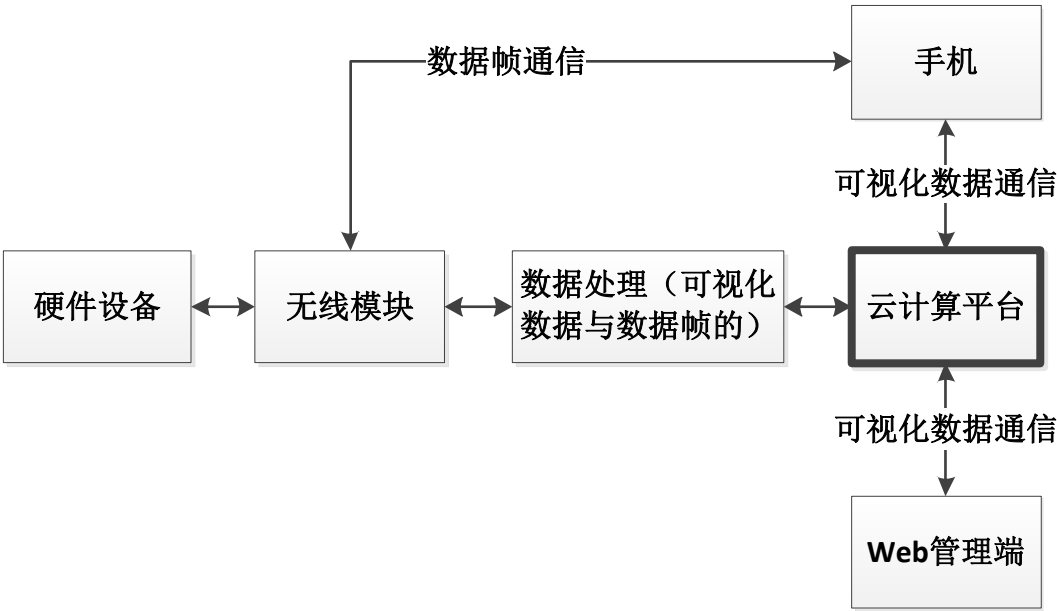 数据帧通信
手机
可视化数据通信
硬件设备
无线模块
数据处理（可视化
数据与数据帧的）
云计算平台
可视化数据通信
Web管理端